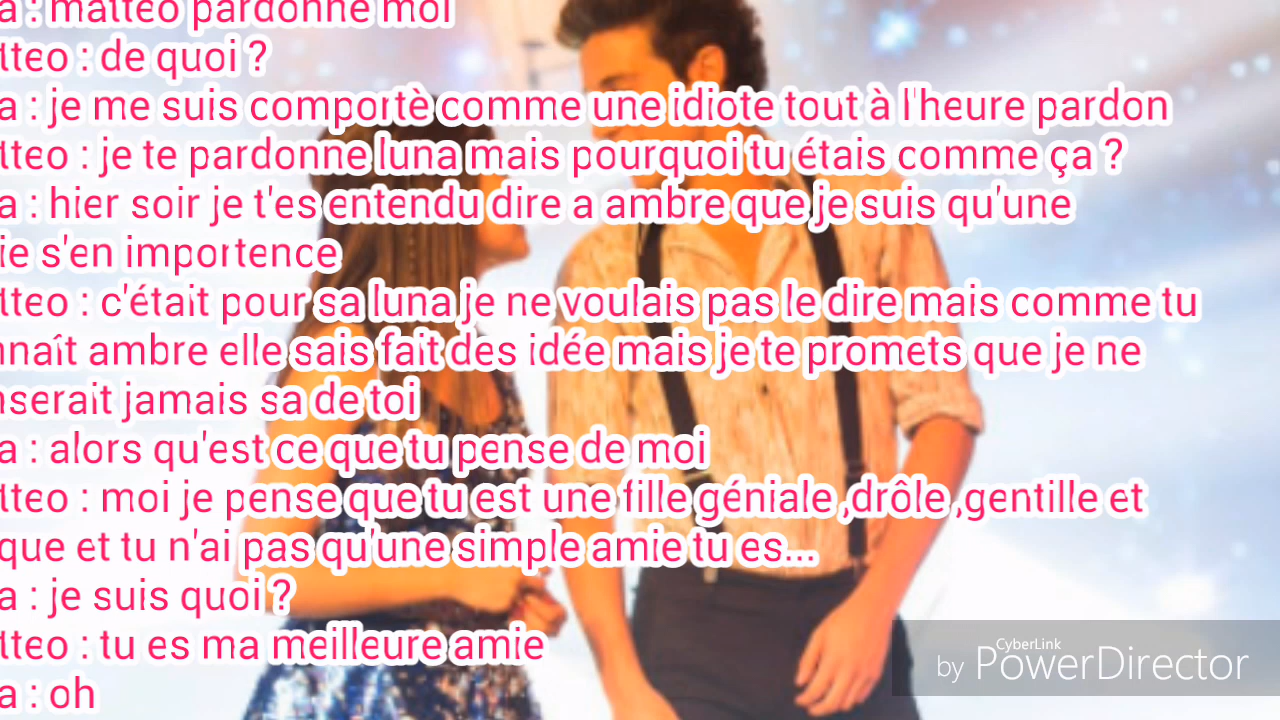 a : matteo pardonne moi
tteo : de quoi ?
a : je me suis comportè comme une idiote tout à l'heure pardon
tteo : je te pardonne luna mais pourquoi tu étais comme ça ?
a : hier soir je t'es entendu dire a ambre que je suis qu'une
ie s'en importence
tteo : c'était pour sa luna je ne voulais pas le dire mais comme tu
nnaît ambre elle sais fait des idée mais je te promets que je ne
nserait jamais sa de toi
a : alors qu'est ce que tu pense de moi
tteo : moi je pense que tu est une fille géniale ,drôle ,gentille et
que et tu n'ai pas qu'une simple amie tu es...
a : je suis quoi ?
tteo : tu es ma meilleure amie
a : oh
CyberLink
by PowerDirector